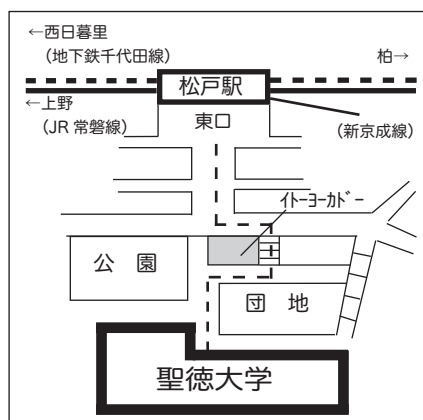 ←西日暮里
(地下鉄千代田線)
柏→
松戸駅
←上野
(JR 常磐線)
東口
(新京成線)
ｲﾄｰﾖｰｶﾄﾞｰ
公　園
団　地
聖徳大学